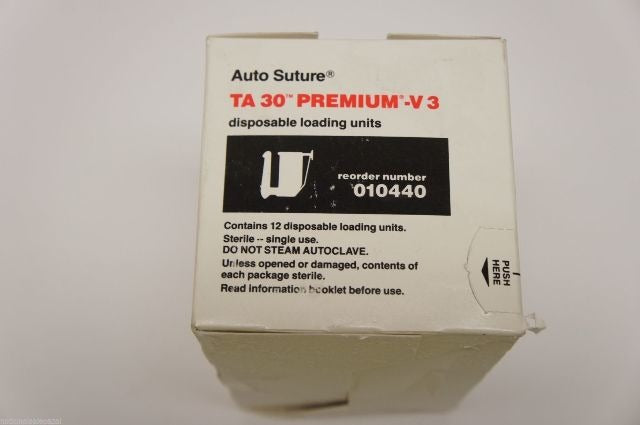 Auto Suture®
TA 30™ PREMIUM®-V 3
disposable loading units
reorder number
010440
Contains 12 disposable loading units.
Sterile -- single use.
DO NOT STEAM AUTOCLAVE.
Unless opened or damaged, contents of
each package sterile.
Read information booklet before use.
PUSH
HERE